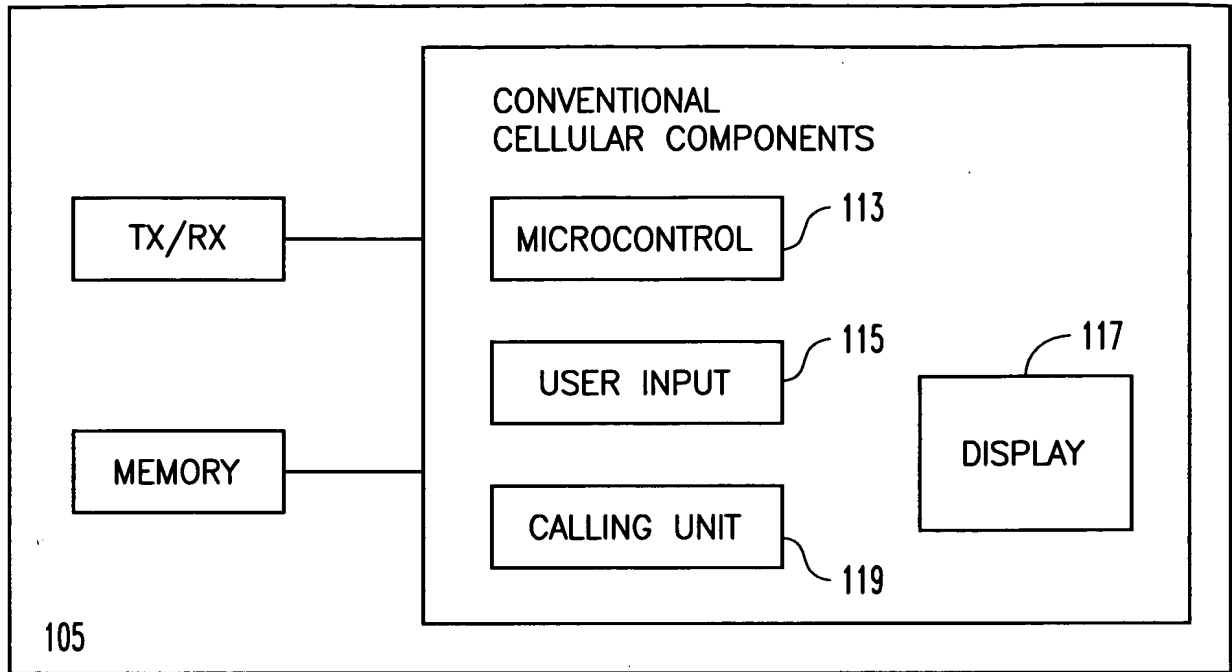 CONVENTIONAL
CELLULAR COMPONENTS
TX/RX
MICROCONTROL
113
USER INPUT
115
117
MEMORY
DISPLAY
CALLING UNIT
119
105